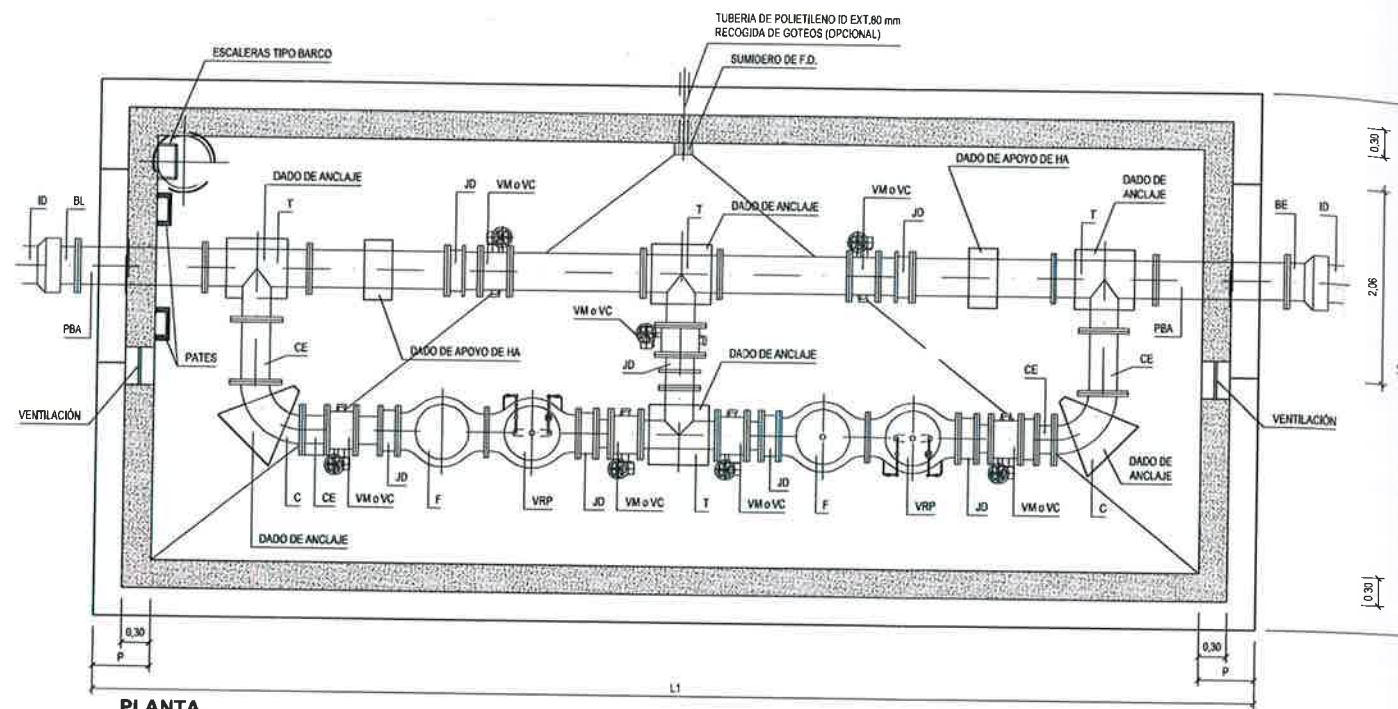 TUBERIA DE POLIETILENO ID EXT.60 mm
RECOGIDA DE GOTEOS (OPCIONAL)
ESCALERAS TIPO BARCO
SUMIDERO DE F.D.
0,30
DADO DE APOYO DE HA
DADO DE ANCLAJE
JD
VM o VC
VM o VC
DADO DE
ANCLAJE
ID
BL
T
T
DADO DE ANCLAJE
JD
T
BE
ID
2,06
PBA
VM o VC
PBA
PATES
CE
DADO DE APOYO DE HA
JD
DADO DE ANCLAJE
CE
CE
VENTILACIÓN
VENTILACIÓN
DADO DE
ANCLAJE
C
CE
VM o VC
JD
F
VRP
JD
VM o VC
T
VM o VC
JD
F
VRP
JD
VM o VC
C
DADO DE ANCLAJE
0,30
0,30
P
0,30
P
L1
PLANTA